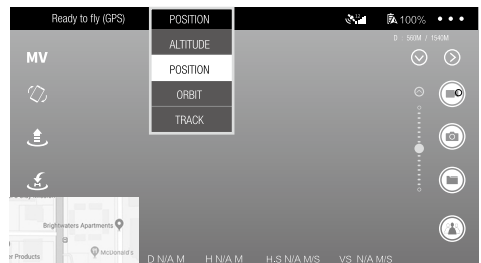 Ready to fly (GPS)
POSITION
12
100%
D : 560M / 1540M
ALTITUDE
POSITION
ORBIT
TRACK
MV
Brightwaters Apartments
McDonald's
er Products
D N/A M H N/A M H.S N/A M/S VS N/A M/S